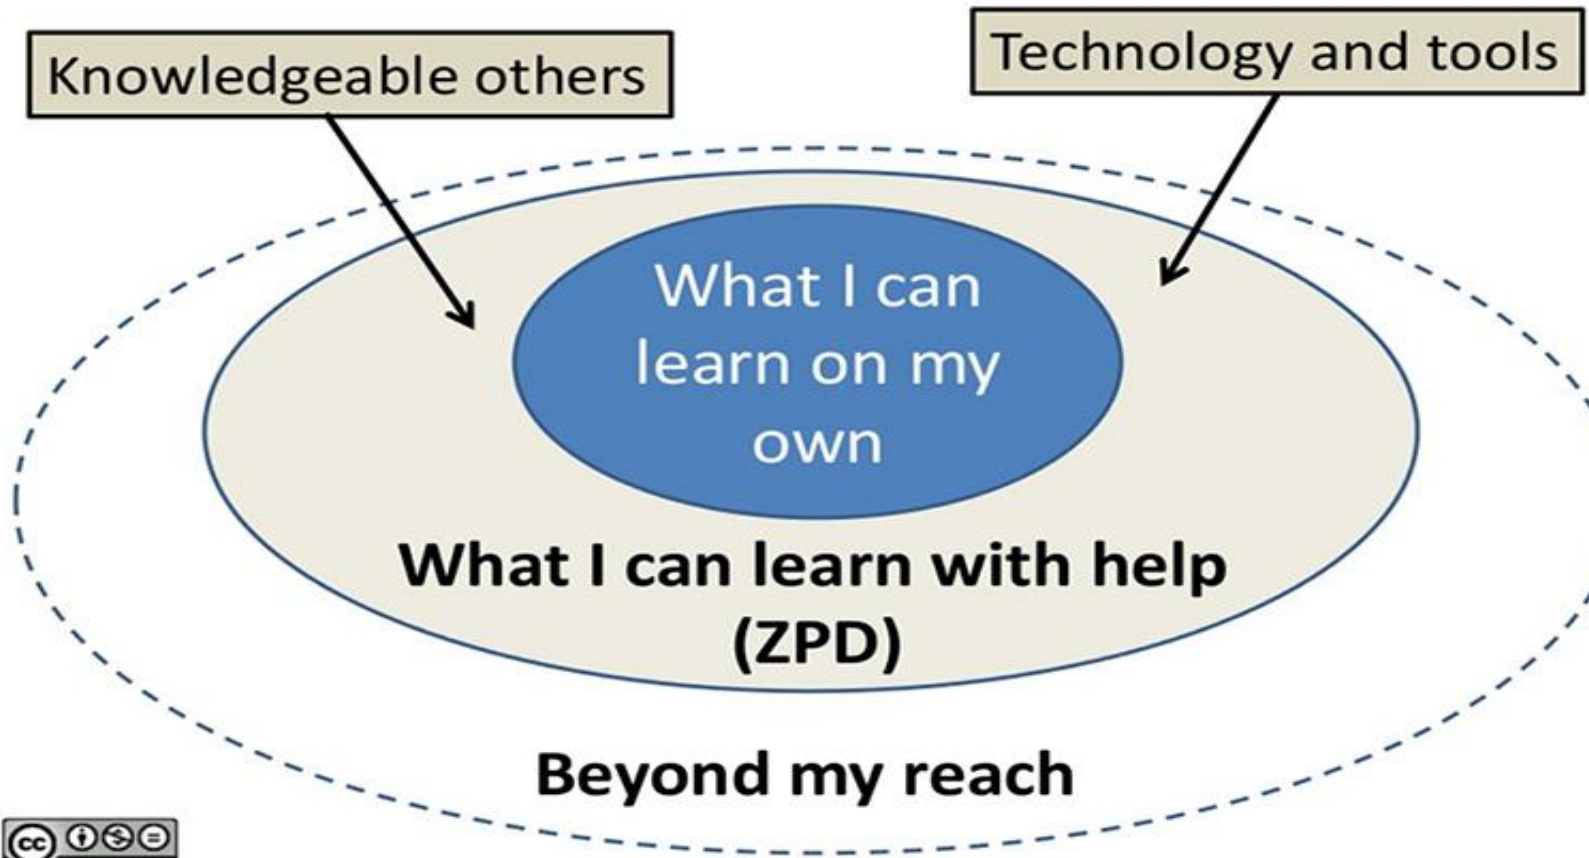 Knowledgeable others
Technology and tools
What I can
learn on my
own
What I can learn with help
(ZPD)
Beyond my reach
cc